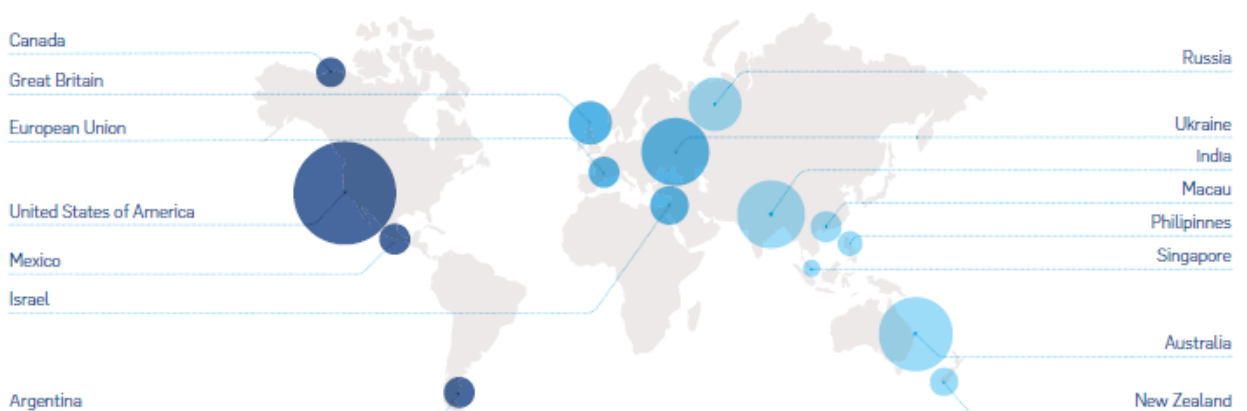 Canada
Great Britain
European Union
United States of America
Mexico
Israel
Argentina
Russia
Ukraine
India
Macau
Philipinnes
Singapore
Australia
New Zealand